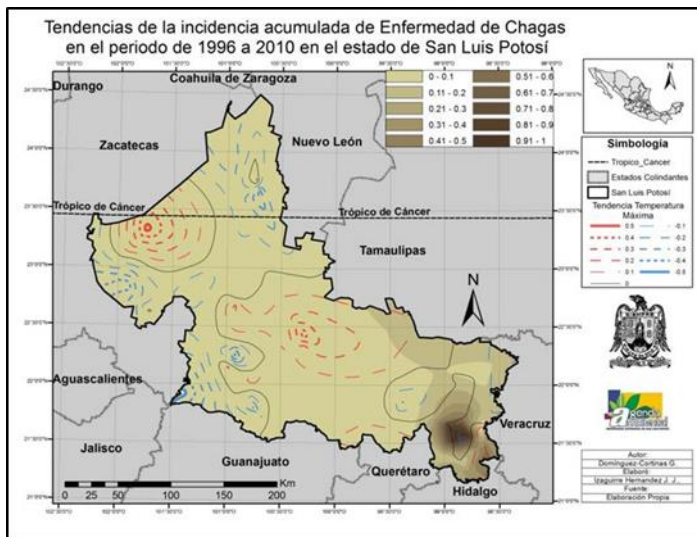 Tendencias de la incidencia acumulada de Enfermedad de Chagas
en el periodo de 1996 a 2010 en el estado de San Luis Potosí
Durango
Coahuila de Zaragoza
Zacatecas
Nuevo León
Trópico de Cáncer
Trópico de Cáncer
Tamaulipas
N
Aguascalientes
Jalisco
Guanajuato
Querétaro
Hidalgo
Veracruz
0 - 0.1
0.11 - 0.2
0.21 - 0.3
0.31 - 0.4
0.41 - 0.5
0.51 - 0.6
0.61 - 0.7
0.71 - 0.8
0.81 - 0.9
0.91 - 1
0 25 50 100 150 200 Km
N
Simbología
Tropico_Cancer
Estados Colindantes
San Luis Potosí
Tendencia Temperatura
Máxima
0.5
0.4
0.3
0.2
0.1
0
-0.1
-0.2
-0.3
-0.4
-0.5
Autor:
Domínguez-Cortinas G.
Elaboró:
Izaguirre Hernandez J. J.
Fuente:
Elaboración Propia